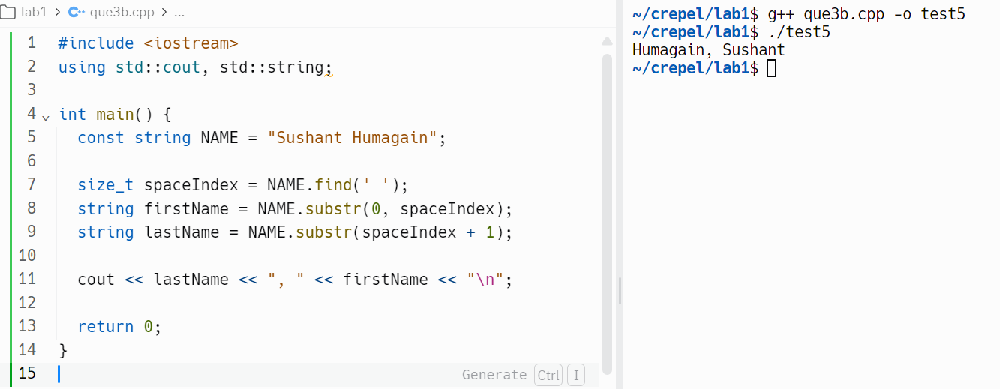 lab1 > C++ que3b.cpp > ...
1 #include <iostream>
2 using std::cout, std::string;
3
4 int main() {
5   const string NAME = "Sushant Humagain";
6
7   size_t spaceIndex = NAME.find(' ');
8   string firstName = NAME.substr(0, spaceIndex);
9   string lastName = NAME.substr(spaceIndex + 1);
10
11   cout << lastName << ", " << firstName << "\n";
12
13   return 0;
14 }
15
Generate Ctrl I
~/crepel/lab1$ g++ que3b.cpp -o test5
~/crepel/lab1$ ./test5
Humagain, Sushant
~/crepel/lab1$